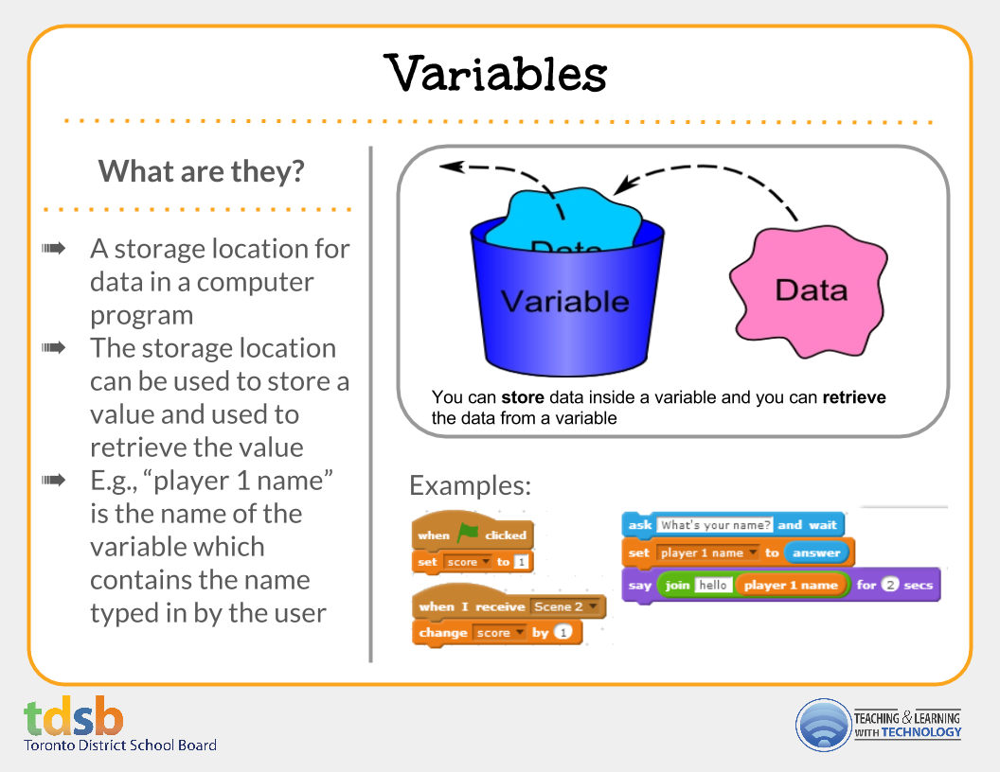 Variables
What are they?
➠ A storage location for
data in a computer
program
➠ The storage location
can be used to store a
value and used to
retrieve the value
➠ E.g., “player 1 name”
is the name of the
variable which
contains the name
typed in by the user
Data
Variable
Data
You can store data inside a variable and you can retrieve
the data from a variable
Examples:
when clicked
set score to 1
when I receive Scene 2
change score by 1
ask What's your name? and wait
set player 1 name to answer
say join hello player 1 name for 2 secs
tdsb
Toronto District School Board
TEACHING & LEARNING
WITH TECHNOLOGY